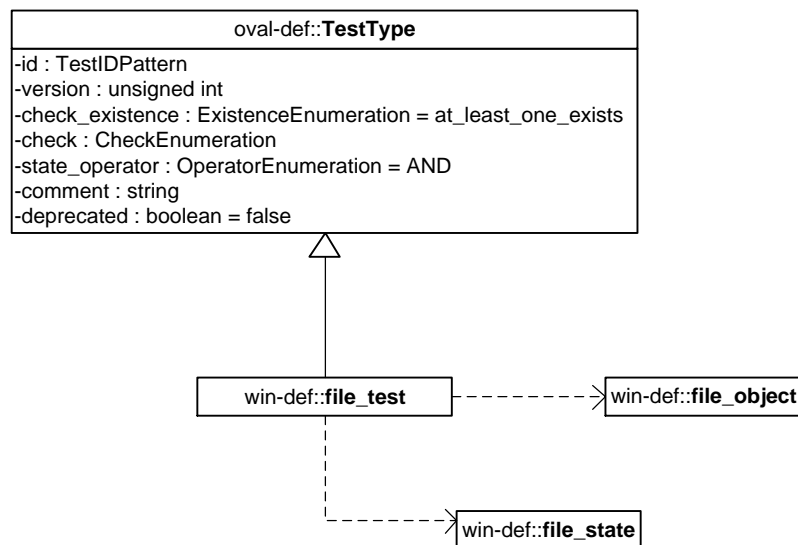 oval-def::TestType
-id : TestIDPattern
-version : unsigned int
-check_existence : ExistenceEnumeration = at_least_one_exists
-check : CheckEnumeration
-state_operator : OperatorEnumeration = AND
-comment : string
-deprecated : boolean = false
win-def::file_test
win-def::file_object
win-def::file_state